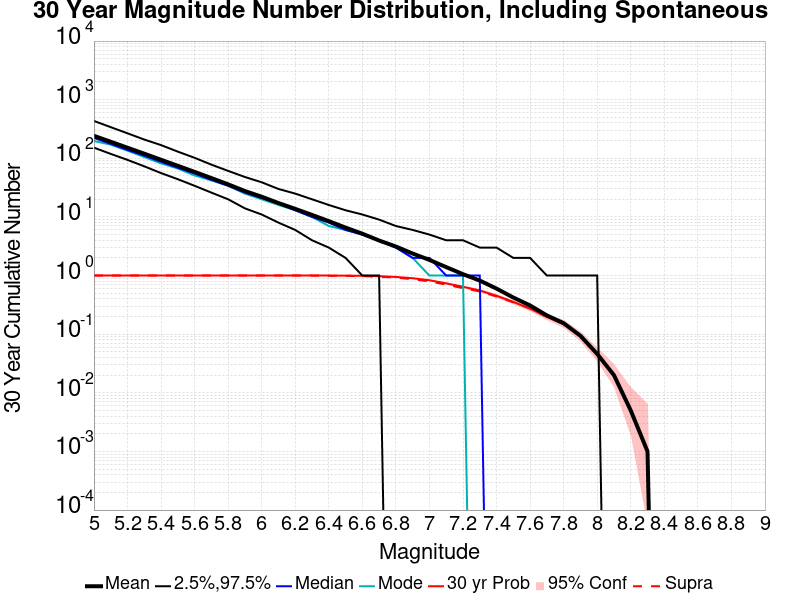 30 Year Magnitude Number Distribution, Including Spontaneous
30 Year Cumulative Number
10^4
10^3
10^2
10^1
10^0
10^-1
10^-2
10^-3
10^-4
5 5.2 5.4 5.6 5.8 6 6.2 6.4 6.6 6.8 7 7.2 7.4 7.6 7.8 8 8.2 8.4 8.6 8.8 9
Magnitude
Mean 2.5%,97.5% Median Mode 30 yr Prob 95% Conf Supra